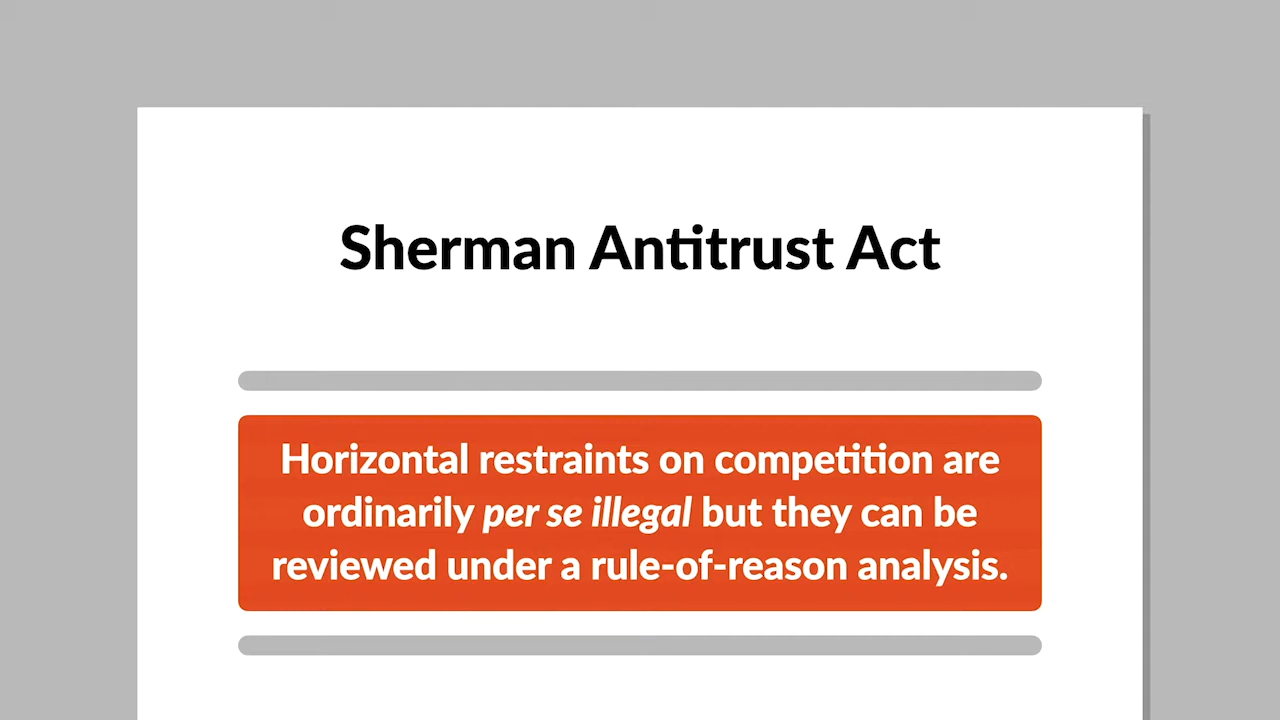 Sherman Antitrust Act
Horizontal restraints on competition are
ordinarily per se illegal but they can be
reviewed under a rule-of-reason analysis.